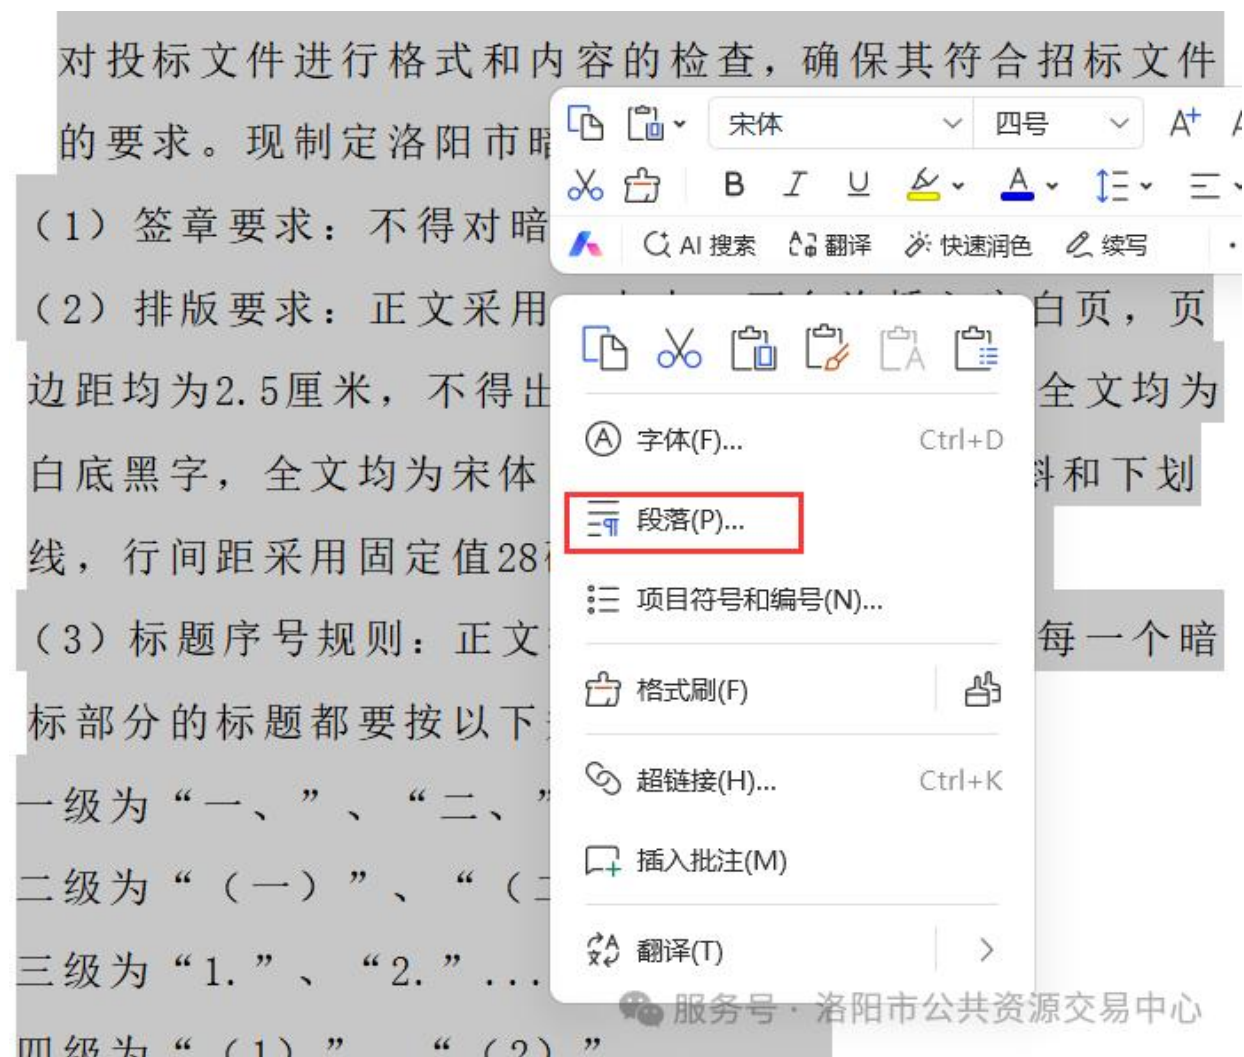 对投标文件进行格式和内容的检查，确保其符合招标文件
的要求。现制定洛阳市暗
（1）签章要求：不得对暗
（2）排版要求：正文采用
白页，页
边距均为2.5厘米，不得出
全文均为
白底黑字，全文均为宋体
和下划
线，行间距采用固定值28
（3）标题序号规则：正文
每一个暗
标部分的标题都要按以下
一级为“一、”、“二、”
二级为“（一）”、“（
三级为“1.”、“2.”...
四级为“（1）”、“（2）”
宋体
四号
A+
B I U A
AI 搜索
翻译
快速润色
续写
字体(F)... Ctrl+D
段落(P)...
项目符号和编号(N)...
格式刷(F)
超链接(H)... Ctrl+K
插入批注(M)
翻译(T)
服务号 · 洛阳市公共资源交易中心